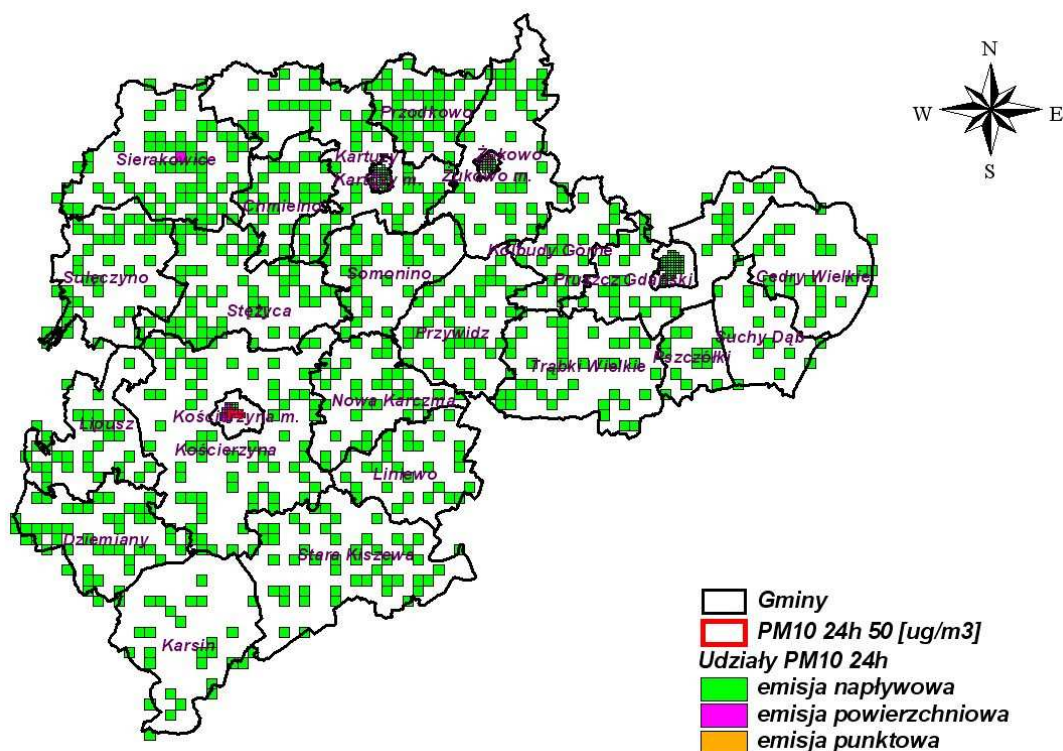 N
W E
S
Przodkowo
Sierakowice
Kartuzy
Żukowo
Kartuzy m.
Żukowo m.
Chmielno
Kolbudy Górne
Sulęczyno
Somonino
Pruszcz Gdański
Cedry Wielkie
Stężyca
Przywidz
Suchy Dąb
Trąbki Wielkie
Pszczółki
Nowa Karczma
Kościerzyna m.
Lipusz
Kościerzyna
Liniewo
Dziemiany
Stara Kiszewa
Karsin
Gminy
PM10 24h 50 [ug/m3]
Udziały PM10 24h
emisja napływowa
emisja powierzchniowa
emisja punktowa